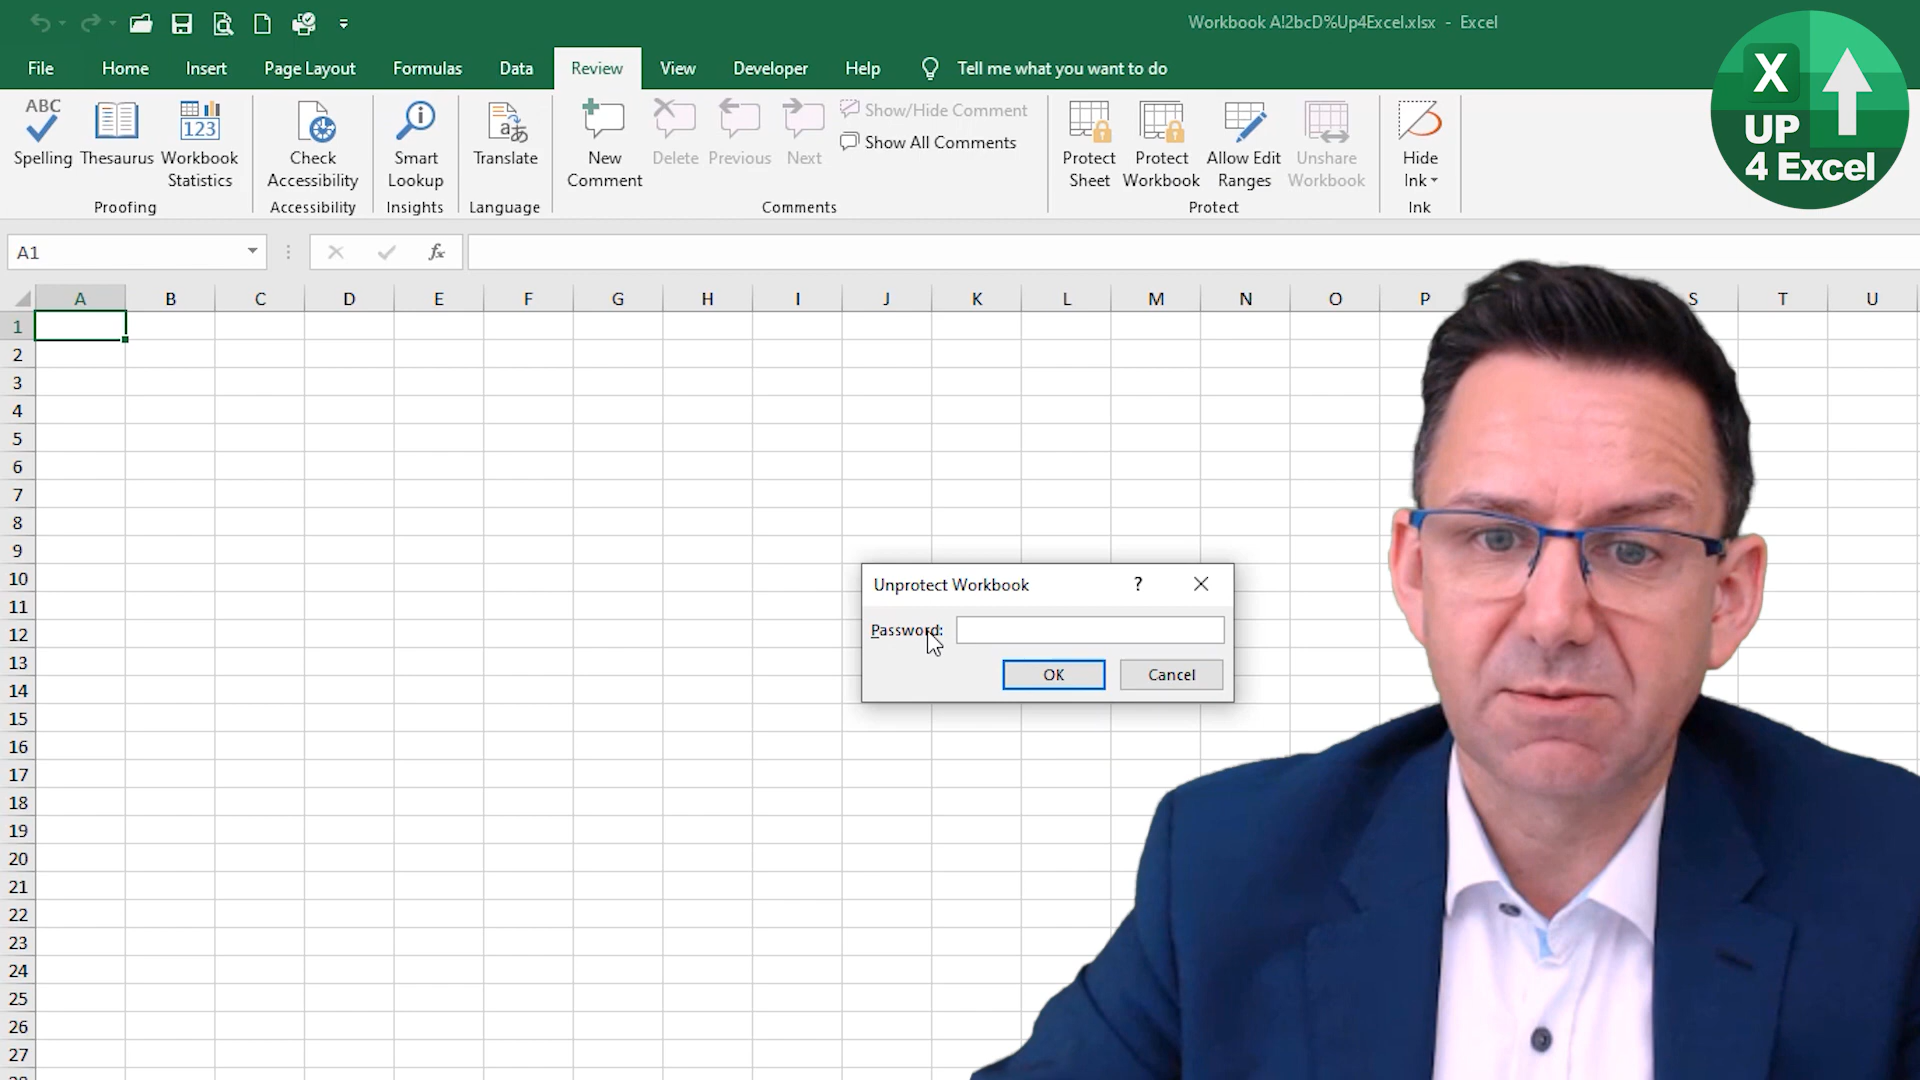 Workbook A!2bcD%Up4Excel.xlsx - Excel
File Home Insert Page Layout Formulas Data Review View Developer Help Tell me what you want to do
X
UP
4 Excel
ABC
Spelling
Thesaurus
123
Workbook
Statistics
Proofing
Check
Accessibility
Accessibility
Smart
Lookup
Insights
Translate
Language
New
Comment
Delete
Previous
Next
Show/Hide Comment
Show All Comments
Comments
Protect
Sheet
Protect
Workbook
Allow Edit
Ranges
Unshare
Workbook
Protect
Hide
Ink
Ink
A1
fx
A B C D E F G H I J K L M N O P S T U
1
2
3
4
5
6
7
8
9
10
11
12
13
14
15
16
17
18
19
20
21
22
23
24
25
26
27
Unprotect Workbook ?
Password:
OK Cancel